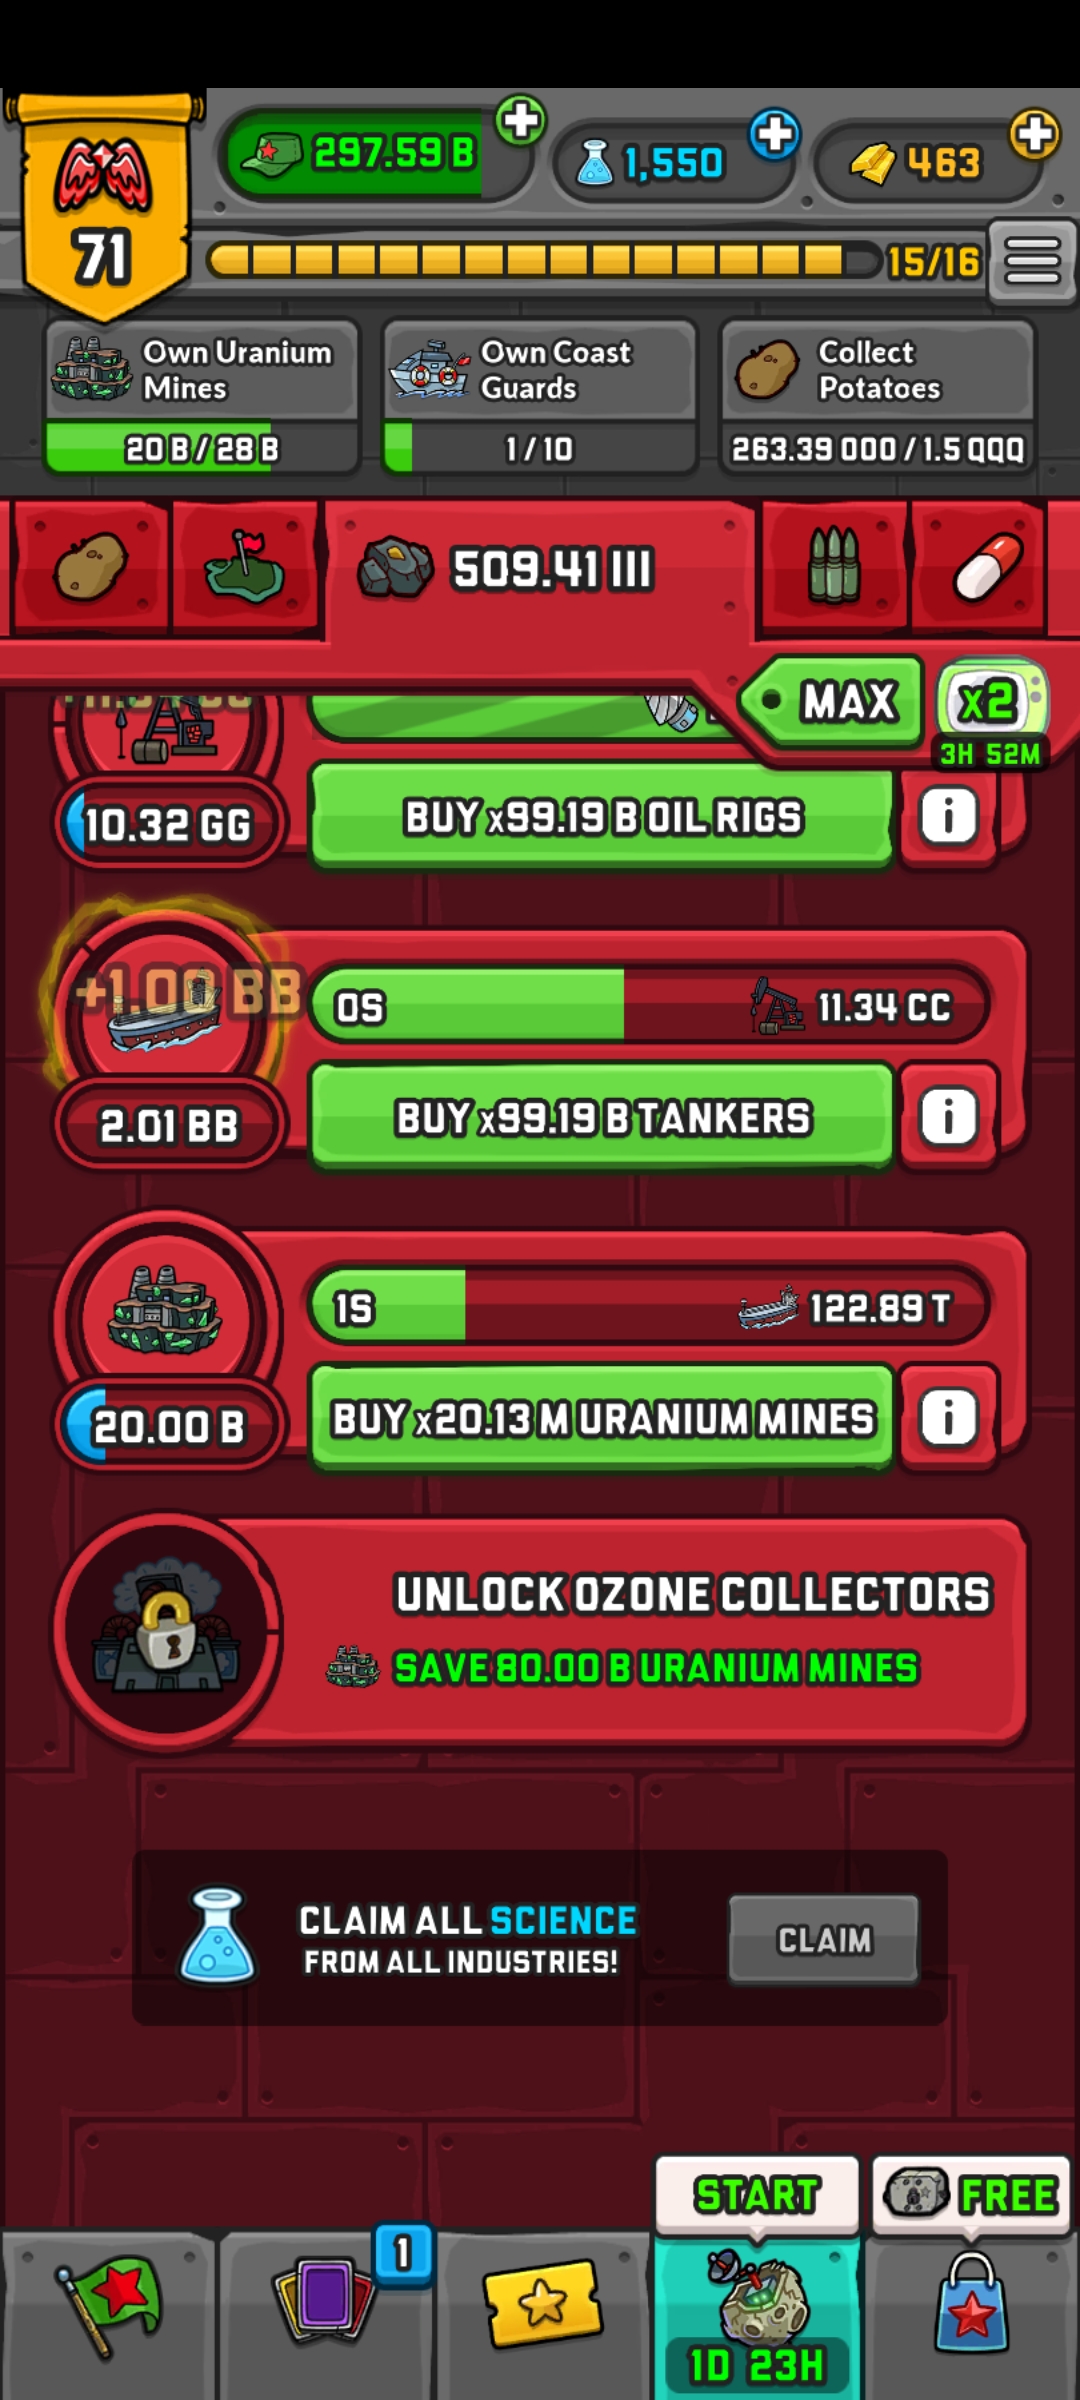 297.59 B
1,550
463
71
15/16
Own Uranium
Mines
20 B / 28 B
Own Coast
Guards
1 / 10
Collect
Potatoes
263.39 OOO / 1.5 QQQ
509.41 III
MAX
x2
3H 52M
10.32 GG
BUY x99.19 B OIL RIGS
i
+1.00 BB
0S
11.34 CC
2.01 BB
BUY x99.19 B TANKERS
i
1S
122.89 T
20.00 B
BUY x20.13 M URANIUM MINES
i
UNLOCK OZONE COLLECTORS
SAVE 80.00 B URANIUM MINES
CLAIM ALL SCIENCE
FROM ALL INDUSTRIES!
CLAIM
START
FREE
1
1D 23H